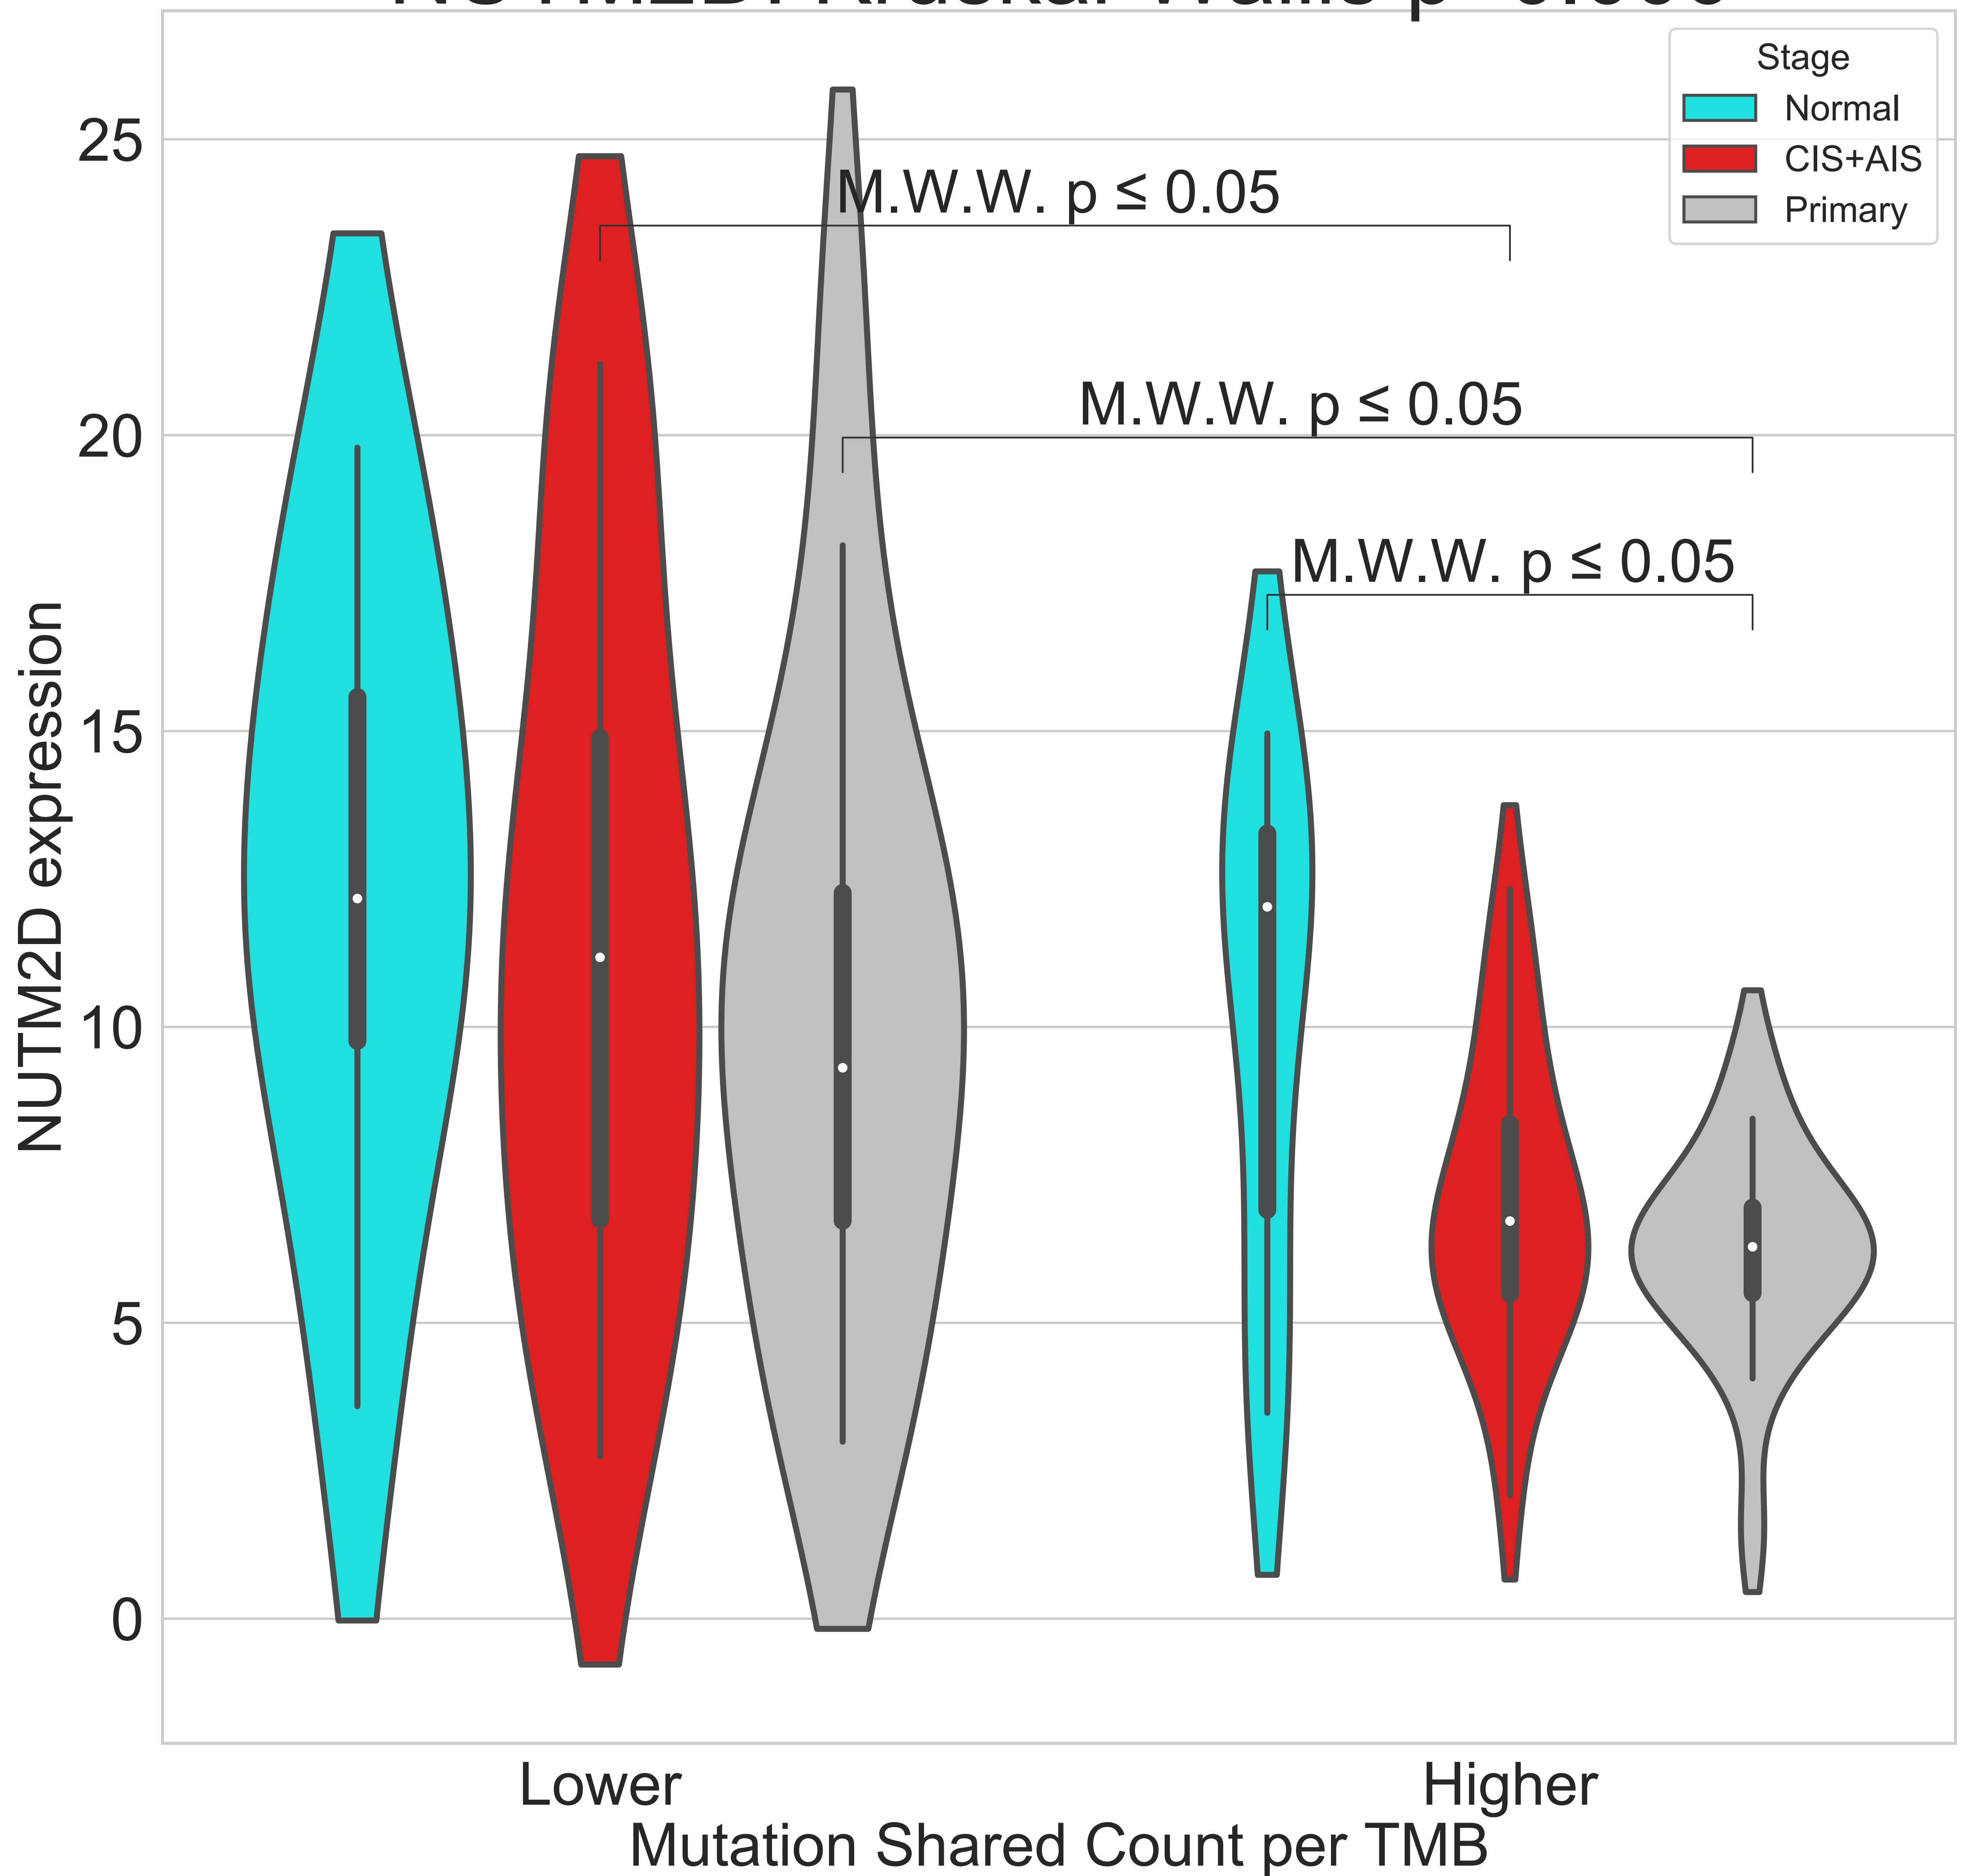 Stage
Normal
CIS+AIS
Primary
25
20
15
10
5
0
M.W.W. p ≤ 0.05
M.W.W. p ≤ 0.05
M.W.W. p ≤ 0.05
NUTM2D expression
Lower
Higher
Mutation Shared Count per TMB